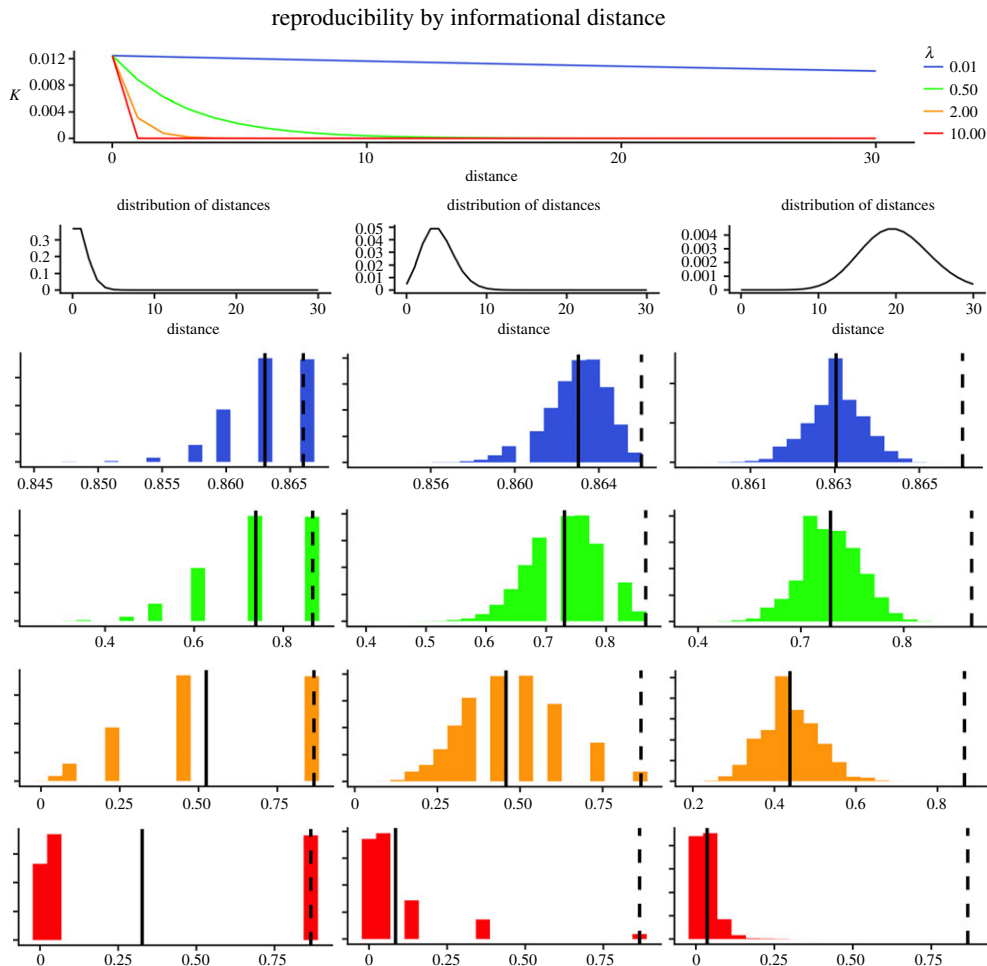 reproducibility by informational distance
λ
0.01
0.50
2.00
10.00
K
0.012
0.008
0.004
0
0 10 20 30
distance
distribution of distances distribution of distances distribution of distances
0.3
0.2
0.1
0
0 10 20 30
distance
0.05
0.04
0.03
0.02
0.01
0
0 10 20 30
distance
0.004
0.003
0.002
0.001
0
0 10 20 30
distance
0.845 0.850 0.855 0.860 0.865
0.856 0.860 0.864
0.861 0.863 0.865
0.4 0.6 0.8
0.4 0.5 0.6 0.7 0.8
0.4 0.7 0.8
0 0.25 0.50 0.75
0 0.25 0.50 0.75
0.2 0.4 0.6 0.8
0 0.25 0.50 0.75
0 0.25 0.50 0.75
0 0.25 0.50 0.75